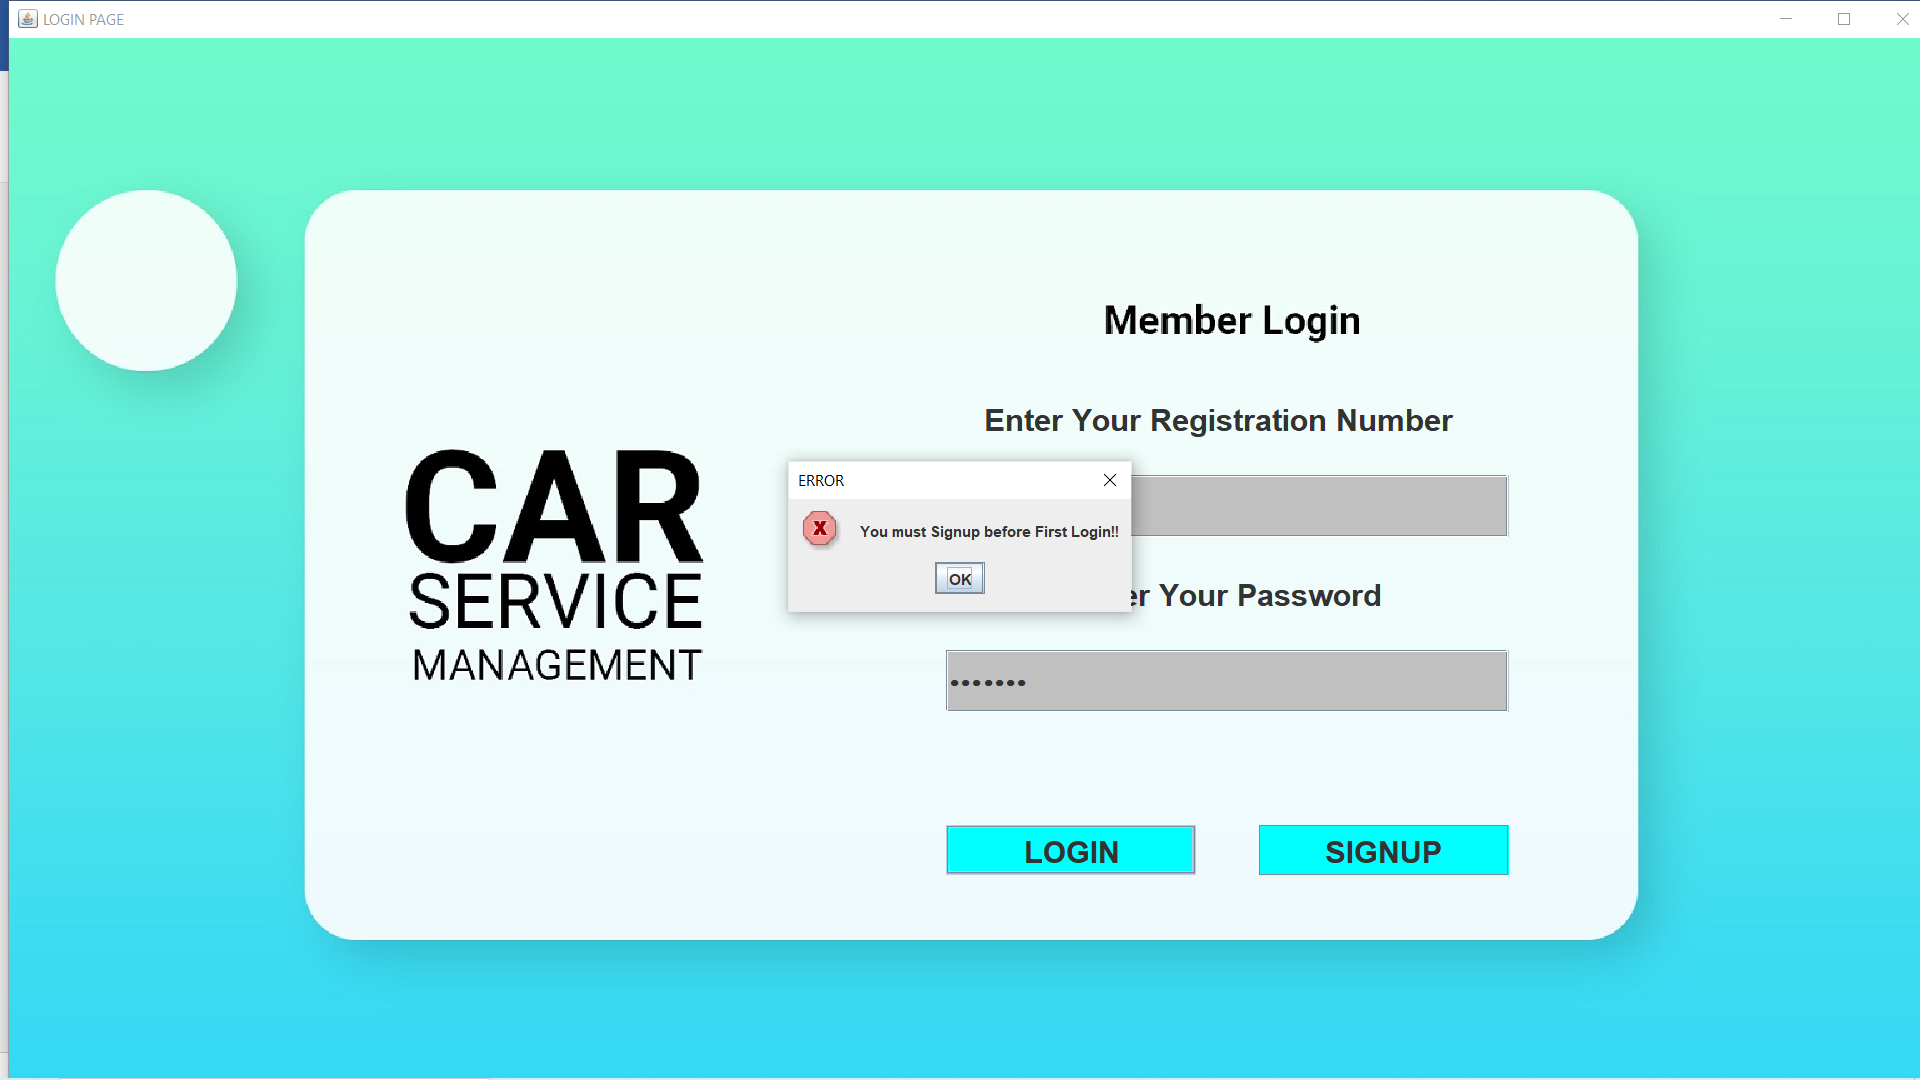 LOGIN PAGE
Member Login
Enter Your Registration Number
CAR
SERVICE
MANAGEMENT
ERROR
X
You must Signup before First Login!!
OK
er Your Password
•••••••
LOGIN
SIGNUP